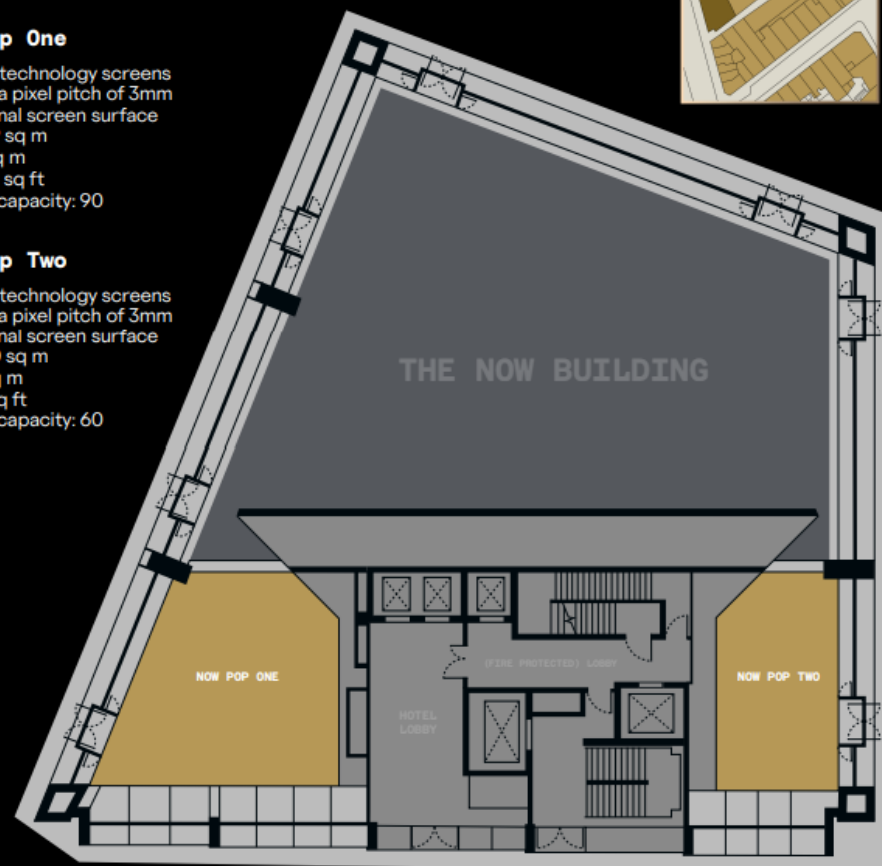 p One
technology screens
a pixel pitch of 3mm
nal screen surface
sq m
q m
sq ft
capacity: 90
p Two
technology screens
a pixel pitch of 3mm
nal screen surface
sq m
m
q ft
capacity: 60
THE NOW BUILDING
NOW POP ONE
(FIRE PROTECTED) LOBBY
NOW POP TWO
HOTEL
LOBBY